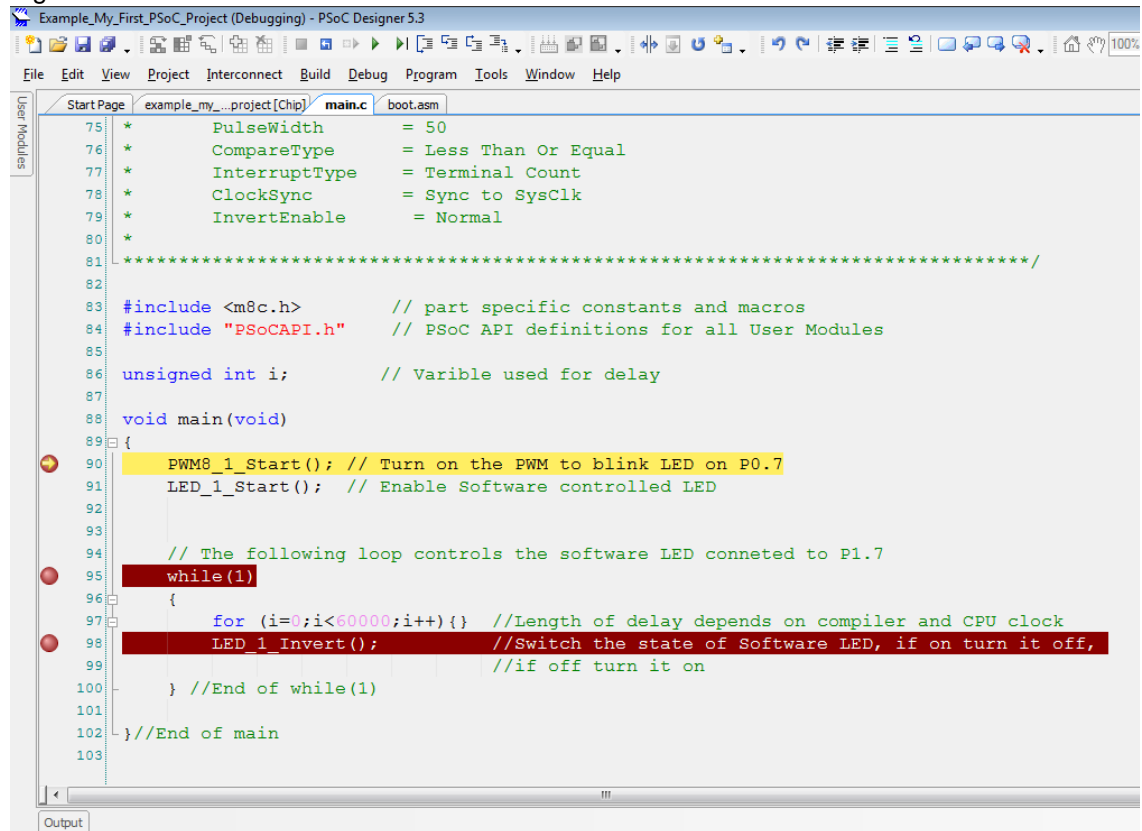 Example_My_First_PSoC_Project (Debugging) - PSoC Designer 5.3
100%
File Edit View Project Interconnect Build Debug Program Tools Window Help
User Modules
Start Page example_my_...project [Chip] main.c boot.asm
75 * PulseWidth = 50
76 * CompareType = Less Than Or Equal
77 * InterruptType = Terminal Count
78 * ClockSync = Sync to SysClk
79 * InvertEnable = Normal
80 *
81 *********************************************************************************/
82
83 #include <m8c.h> // part specific constants and macros
84 #include "PSoCAPI.h" // PSoC API definitions for all User Modules
85
86 unsigned int i; // Varible used for delay
87
88 void main(void)
89 {
90 PWM8_1_Start(); // Turn on the PWM to blink LED on P0.7
91 LED_1_Start(); // Enable Software controlled LED
92
93
94 // The following loop controls the software LED conneted to P1.7
95 while(1)
96 {
97 for (i=0;i<60000;i++){} //Length of delay depends on compiler and CPU clock
98 LED_1_Invert(); //Switch the state of Software LED, if on turn it off,
99 //if off turn it on
100 } //End of while(1)
101
102 }//End of main
103
Output